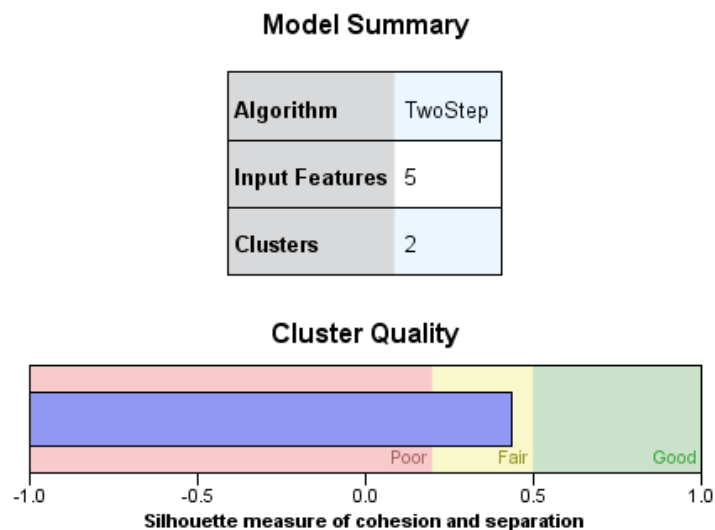 Model Summary
Algorithm TwoStep
Input Features 5
Clusters 2
Cluster Quality
Poor Fair Good
-1.0 -0.5 0.0 0.5 1.0
Silhouette measure of cohesion and separation